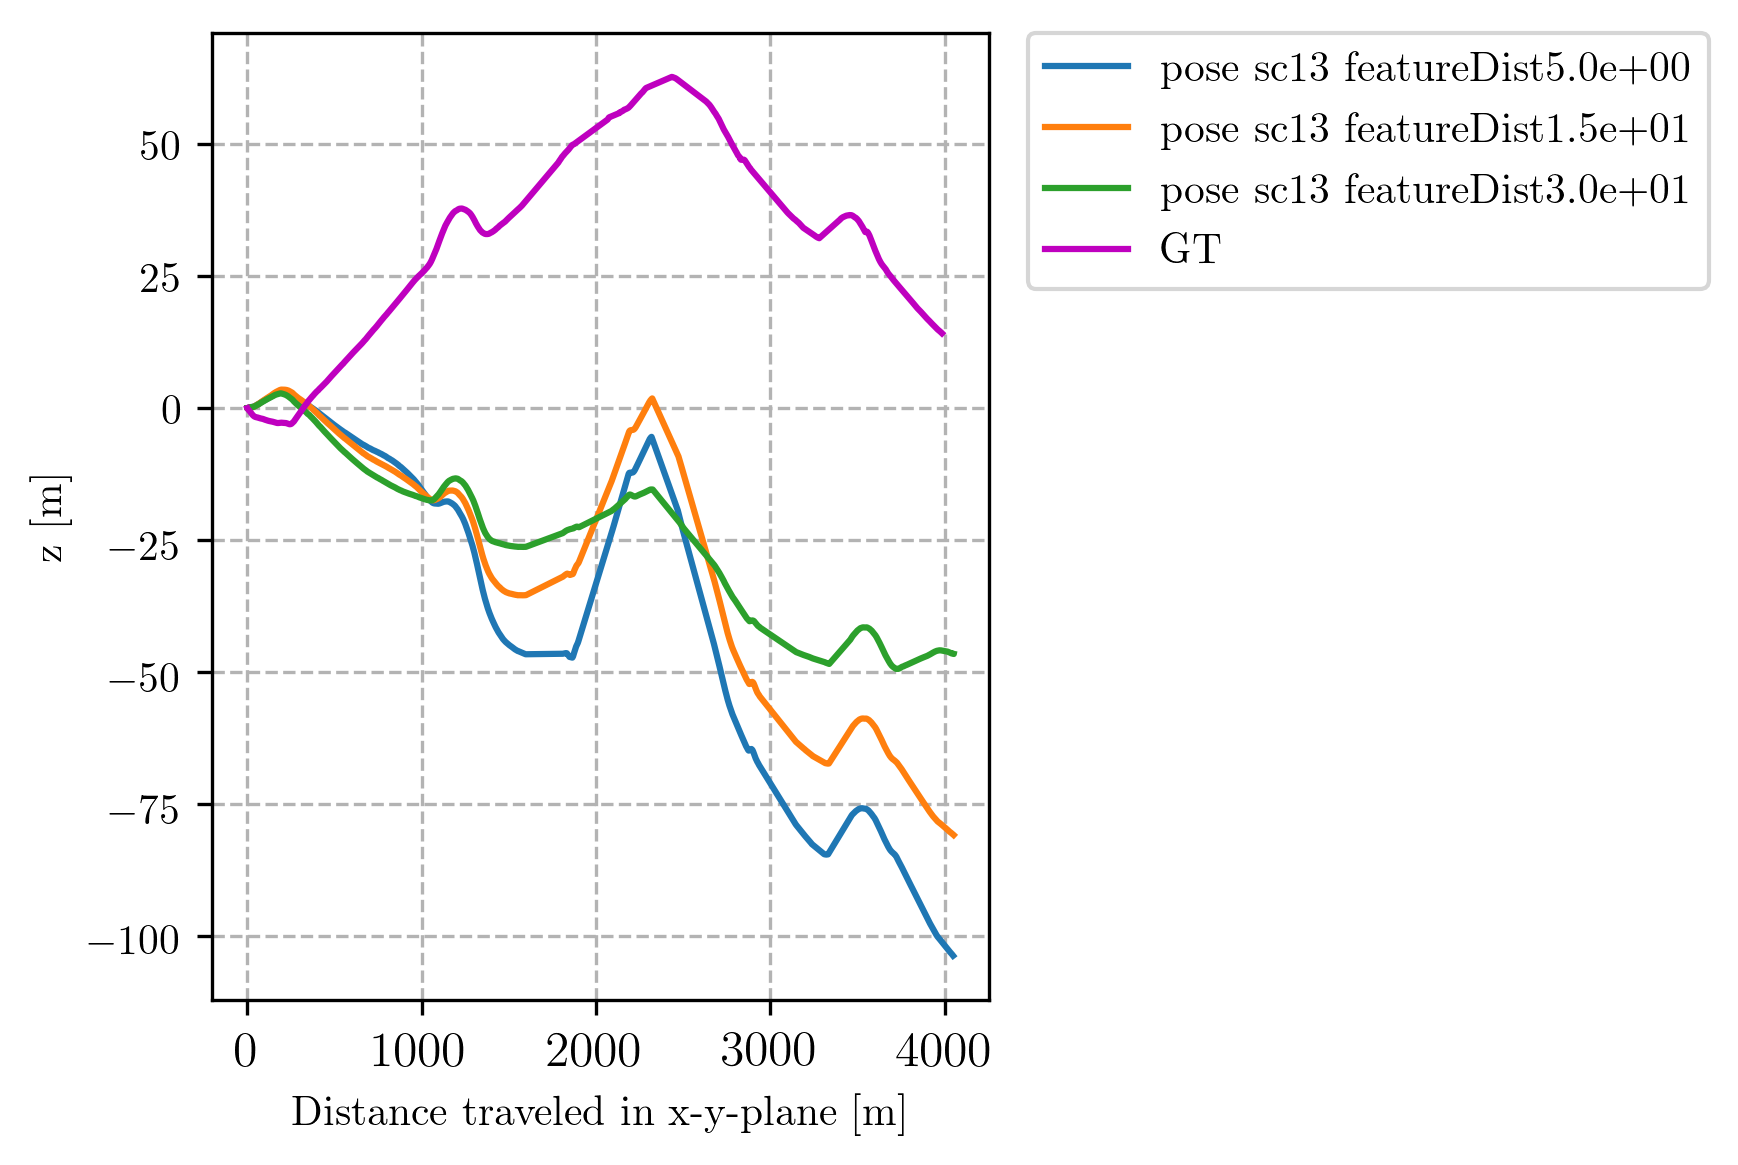 pose sc13 featureDist5.0e+00
pose sc13 featureDist1.5e+01
pose sc13 featureDist3.0e+01
GT
50
25
0
−25
−50
−75
−100
z [m]
0 1000 2000 3000 4000
Distance traveled in x-y-plane [m]